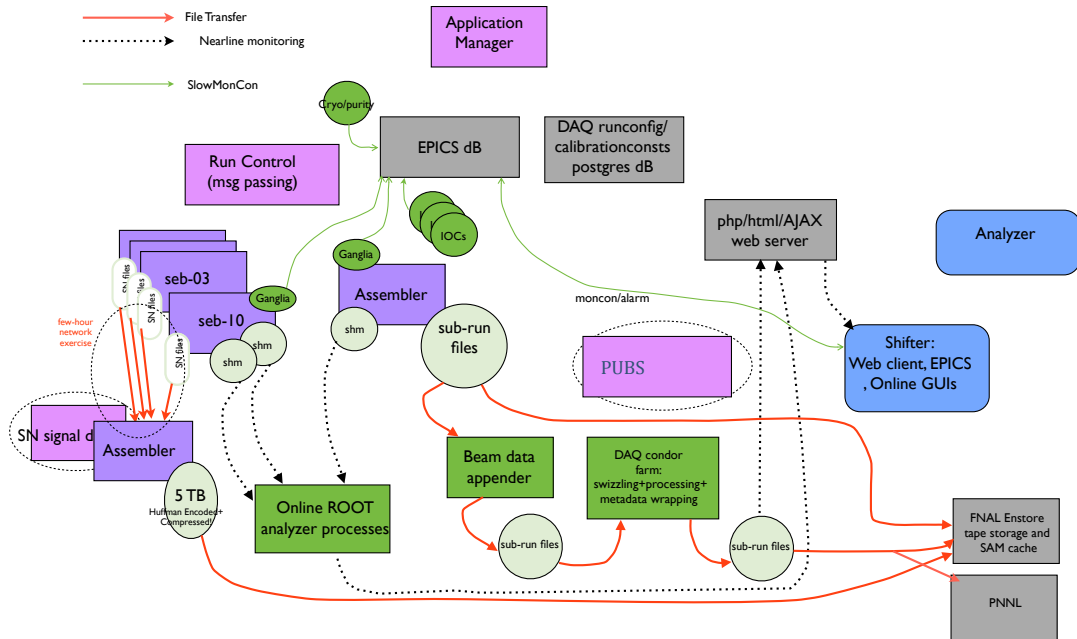 File Transfer
Nearline monitoring
SlowMonCon
Application
Manager
Cryo/purity
EPICS dB
DAQ runconfig/
calibrationconsts
postgres dB
Run Control
(msg passing)
IOCs
php/html/AJAX
web server
Analyzer
Ganglia
Ganglia
seb-03
seb-10
SN files
files
SN files
SN files
Assembler
shm
shm
shm
sub-run
files
moncon/alarm
few-hour
network
exercise
PUBS
Shifter:
Web client, EPICS
, Online GUIs
SN signal d
Assembler
5 TB
Huffman Encoded+
Compressed!
Online ROOT
analyzer processes
Beam data
appender
DAQ condor
farm:
swizzling+processing+
metadata wrapping
sub-run files
sub-run files
FNAL Enstore
tape storage and
SAM cache
PNNL